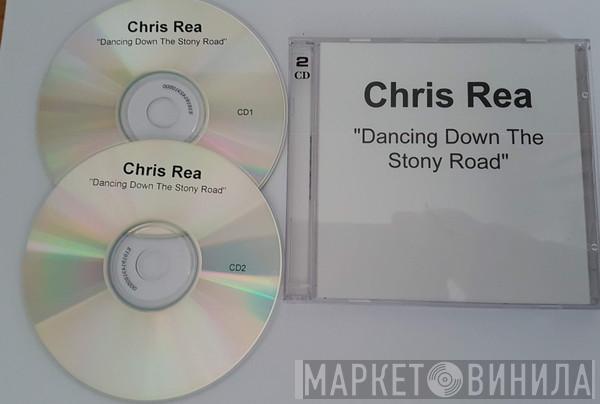 Chris Rea
"Dancing Down The Stony Road"
CD1
Chris Rea
"Dancing Down The Stony Road"
CD2
2
CD
Chris Rea
"Dancing Down The
Stony Road"
МАРКЕТ ВИНИЛА